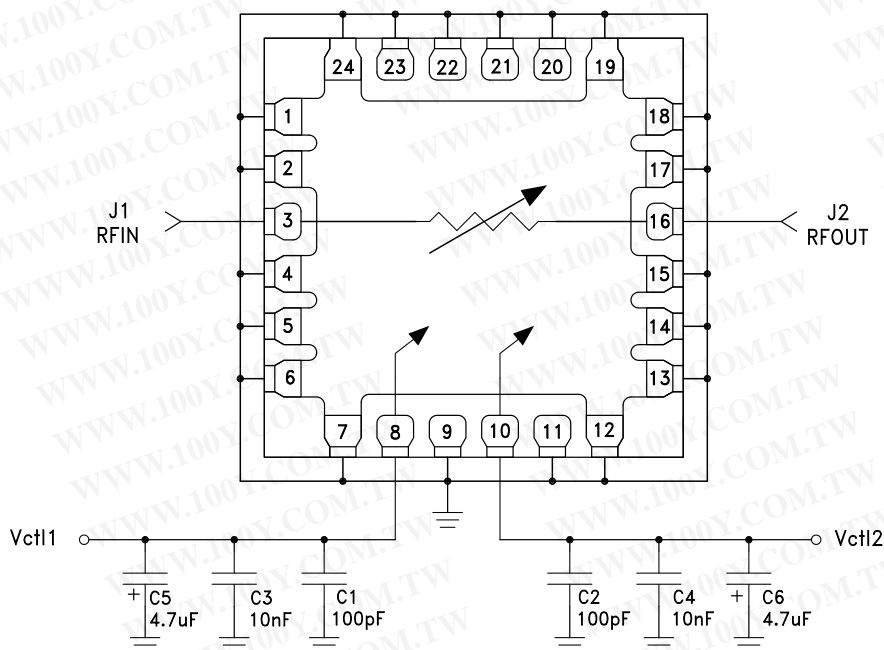 24 23 22 21 20 19
1 18
2 17
J1
RFIN
3 16
J2
RFOUT
4 15
5 14
6 13
7 8 9 10 11 12
Vctl1
Vctl2
+ C5
4.7uF
C3
10nF
C1
100pF
C2
100pF
C4
10nF
+ C6
4.7uF
WWW.100Y.COM.TW